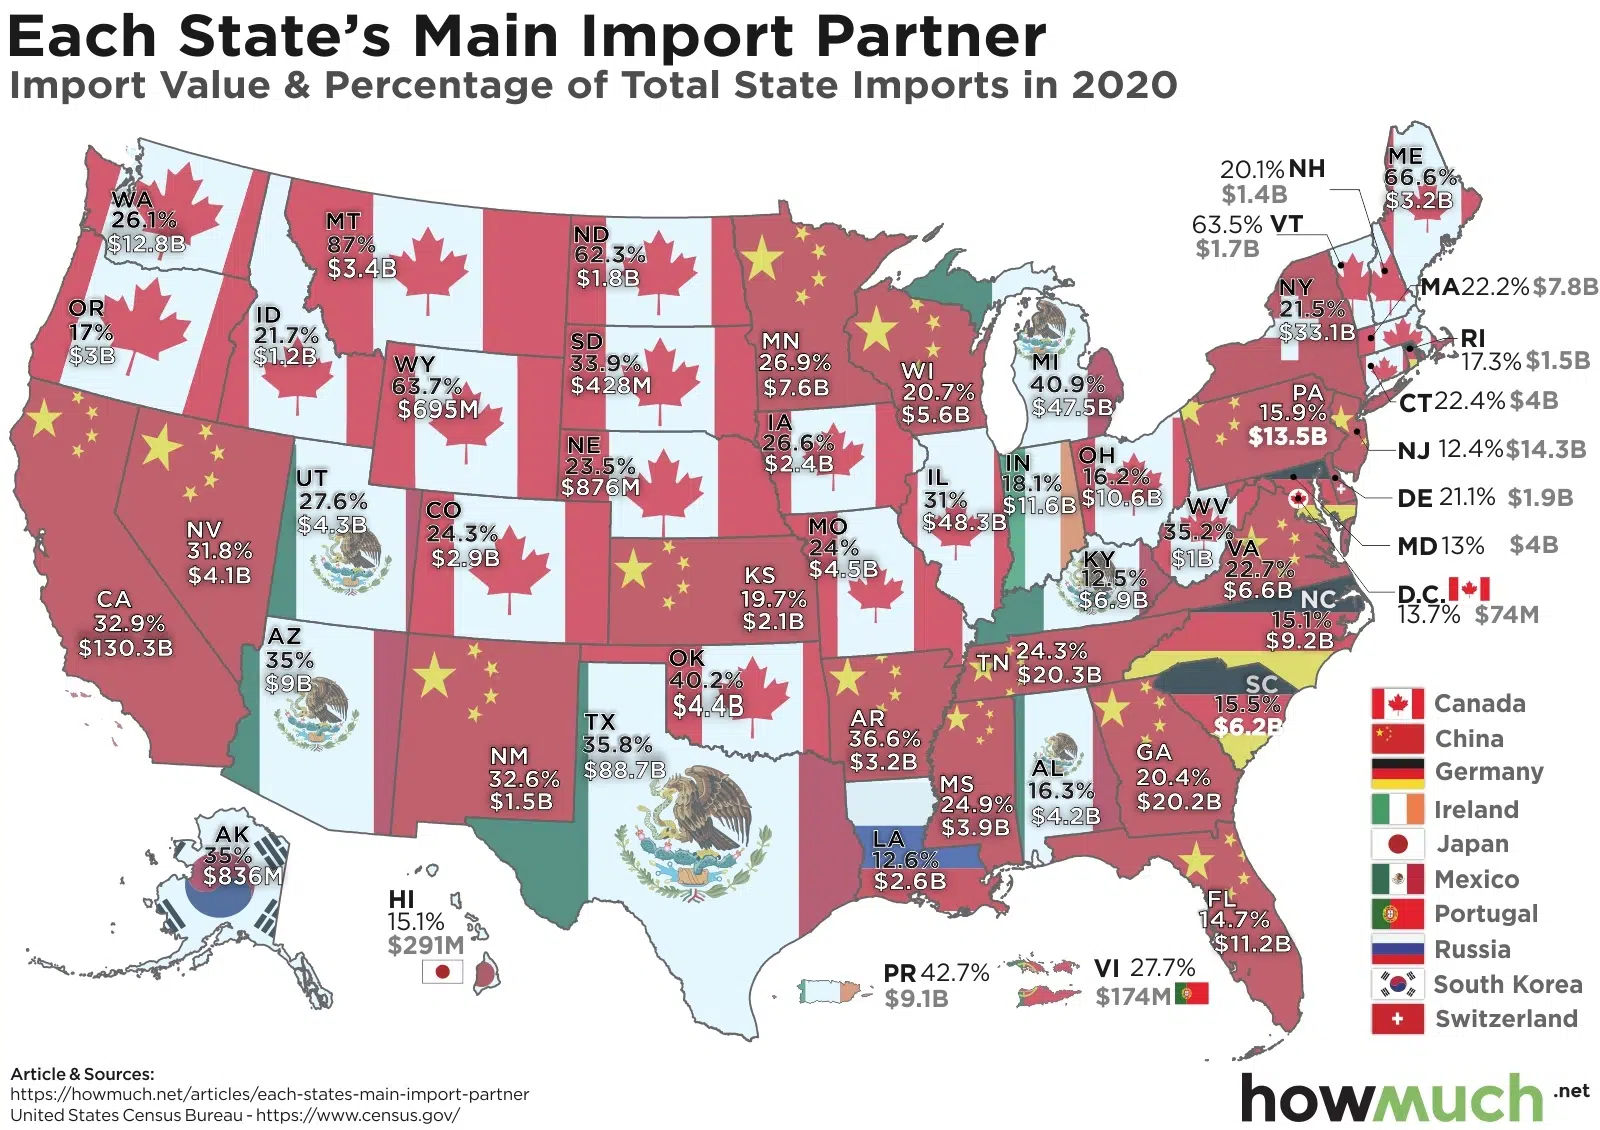 Each State’s Main Import Partner
Import Value & Percentage of Total State Imports in 2020
WA
26.1%
$12.8B
OR
17%
$3B
ID
21.7%
$1.2B
MT
87%
$3.4B
WY
63.7%
$695M
ND
62.3%
$1.8B
SD
33.9%
$428M
NE
23.5%
$876M
MN
26.9%
$7.6B
WI
20.7%
$5.6B
IA
26.6%
$2.4B
MI
40.9%
$47.5B
NY
21.5%
$33.1B
20.1% NH
$1.4B
63.5% VT
$1.7B
ME
66.6%
$3.2B
MA 22.2% $7.8B
RI
17.3% $1.5B
CT 22.4% $4B
NJ 12.4% $14.3B
DE 21.1% $1.9B
MD 13% $4B
D.C.
13.7% $74M
PA
15.9%
$13.5B
NV
31.8%
$4.1B
CA
32.9%
$130.3B
UT
27.6%
$4.3B
CO
24.3%
$2.9B
KS
19.7%
$2.1B
MO
24%
$4.5B
IL
31%
$48.3B
IN
18.1%
$11.6B
OH
16.2%
$10.6B
WV
35.2%
$1B
VA
22.7%
$6.6B
KY
12.5%
$6.9B
NC
15.1%
$9.2B
TN 24.3%
$20.3B
SC
15.5%
$6.2B
AZ
35%
$9B
NM
32.6%
$1.5B
OK
40.2%
$4.4B
TX
35.8%
$88.7B
AR
36.6%
$3.2B
LA
12.6%
$2.6B
MS
24.9%
$3.9B
AL
16.3%
$4.2B
GA
20.4%
$20.2B
FL
14.7%
$11.2B
AK
35%
$836M
HI
15.1%
$291M
PR 42.7%
$9.1B
VI 27.7%
$174M
Canada
China
Germany
Ireland
Japan
Mexico
Portugal
Russia
South Korea
Switzerland
Article & Sources:
https://howmuch.net/articles/each-states-main-import-partner
United States Census Bureau - https://www.census.gov/
howmuch.net